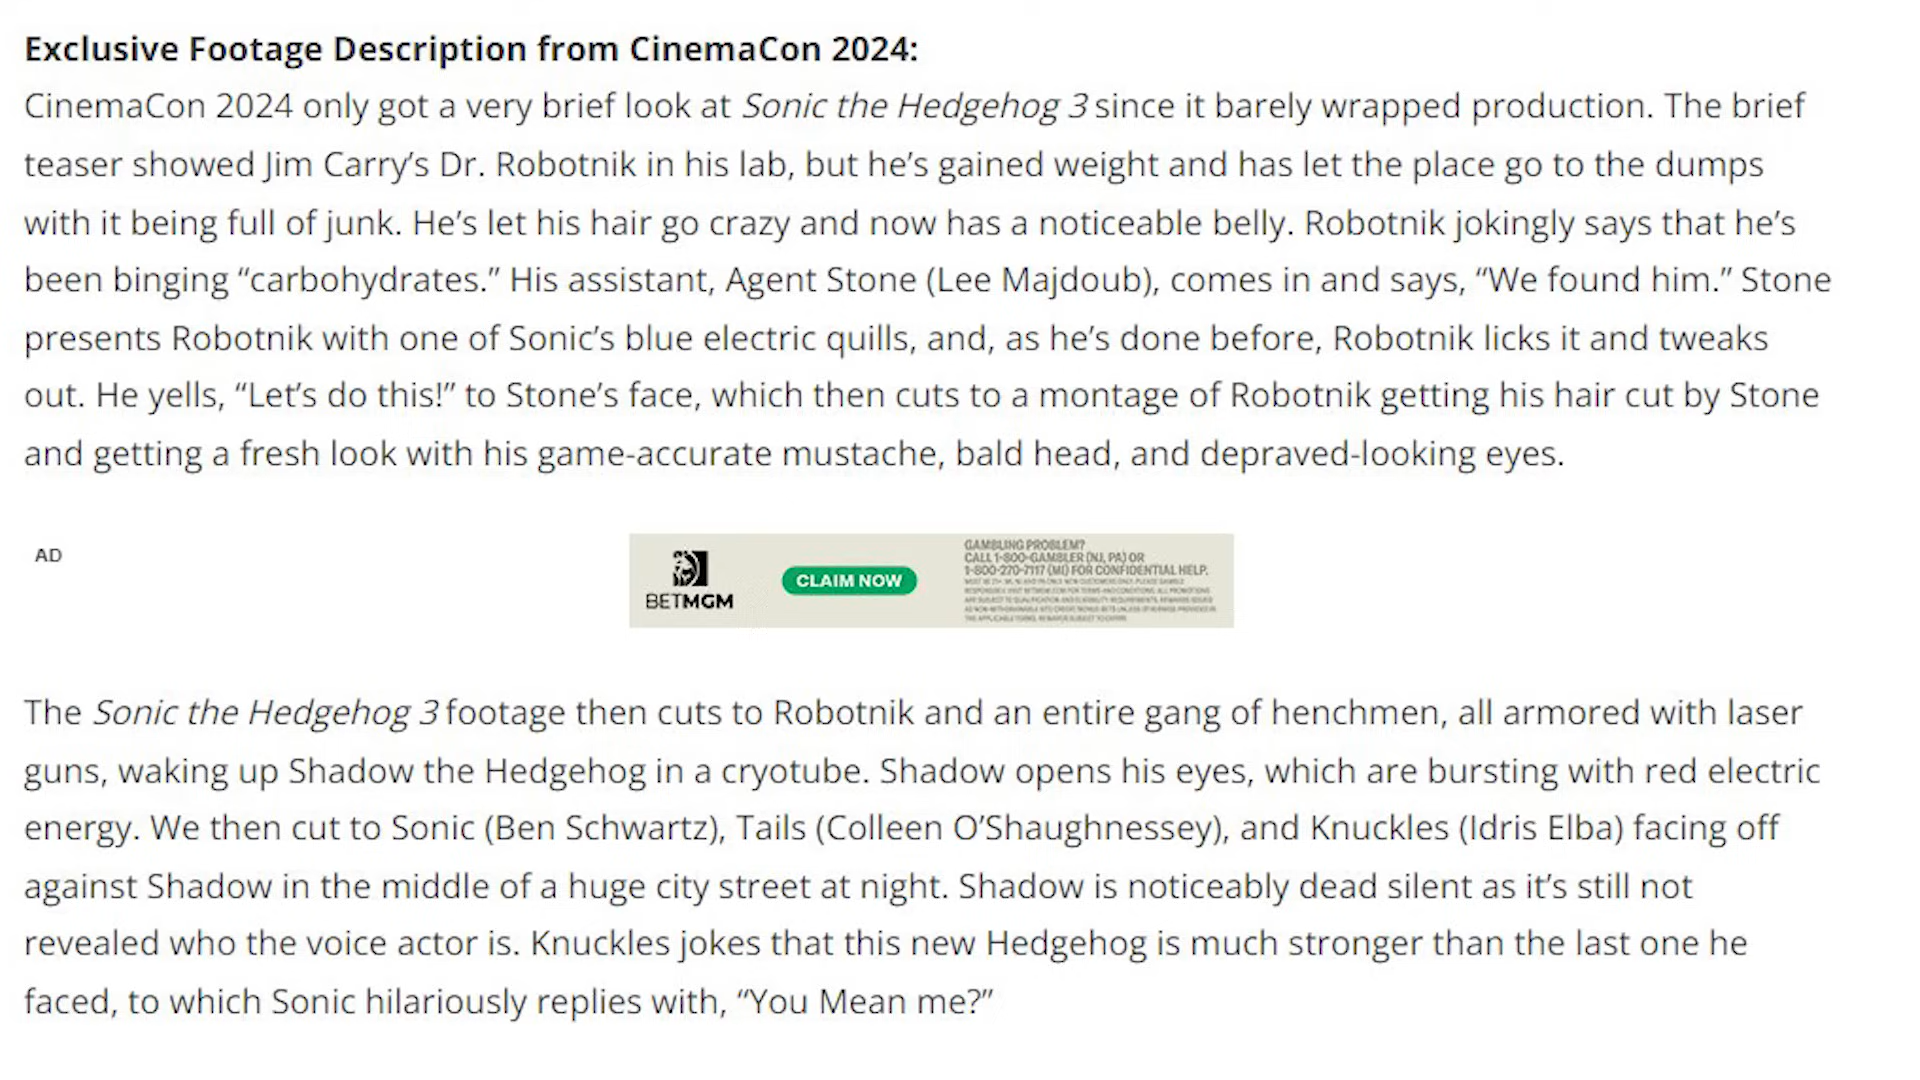 Exclusive Footage Description from CinemaCon 2024:
CinemaCon 2024 only got a very brief look at Sonic the Hedgehog 3 since it barely wrapped production. The brief
teaser showed Jim Carry’s Dr. Robotnik in his lab, but he’s gained weight and has let the place go to the dumps
with it being full of junk. He’s let his hair go crazy and now has a noticeable belly. Robotnik jokingly says that he’s
been binging “carbohydrates.” His assistant, Agent Stone (Lee Majdoub), comes in and says, “We found him.” Stone
presents Robotnik with one of Sonic’s blue electric quills, and, as he’s done before, Robotnik licks it and tweaks
out. He yells, “Let’s do this!” to Stone’s face, which then cuts to a montage of Robotnik getting his hair cut by Stone
and getting a fresh look with his game-accurate mustache, bald head, and depraved-looking eyes.
AD
BETMGM
CLAIM NOW
GAMBLING PROBLEM?
CALL 1-800-GAMBLER (NJ, PA) OR
1-800-270-7117 (MI) FOR CONFIDENTIAL HELP.
The Sonic the Hedgehog 3 footage then cuts to Robotnik and an entire gang of henchmen, all armored with laser
guns, waking up Shadow the Hedgehog in a cryotube. Shadow opens his eyes, which are bursting with red electric
energy. We then cut to Sonic (Ben Schwartz), Tails (Colleen O’Shaughnessey), and Knuckles (Idris Elba) facing off
against Shadow in the middle of a huge city street at night. Shadow is noticeably dead silent as it’s still not
revealed who the voice actor is. Knuckles jokes that this new Hedgehog is much stronger than the last one he
faced, to which Sonic hilariously replies with, “You Mean me?”